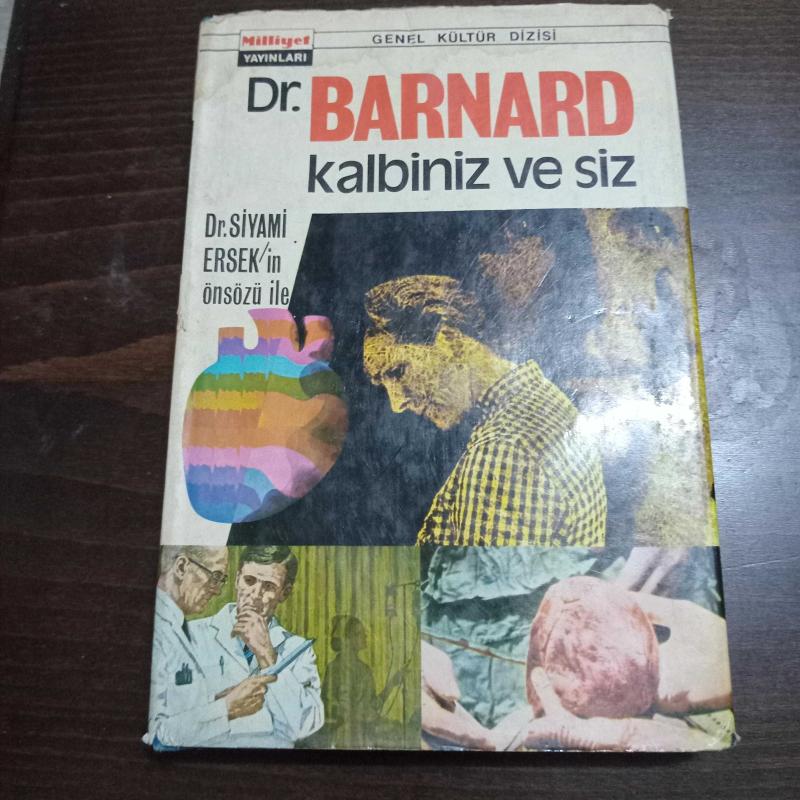 Milliyet
YAYINLARI
GENEL KÜLTÜR DİZİSİ
Dr. BARNARD
kalbiniz ve siz
Dr. SİYAMİ
ERSEK'in
önsözü ile